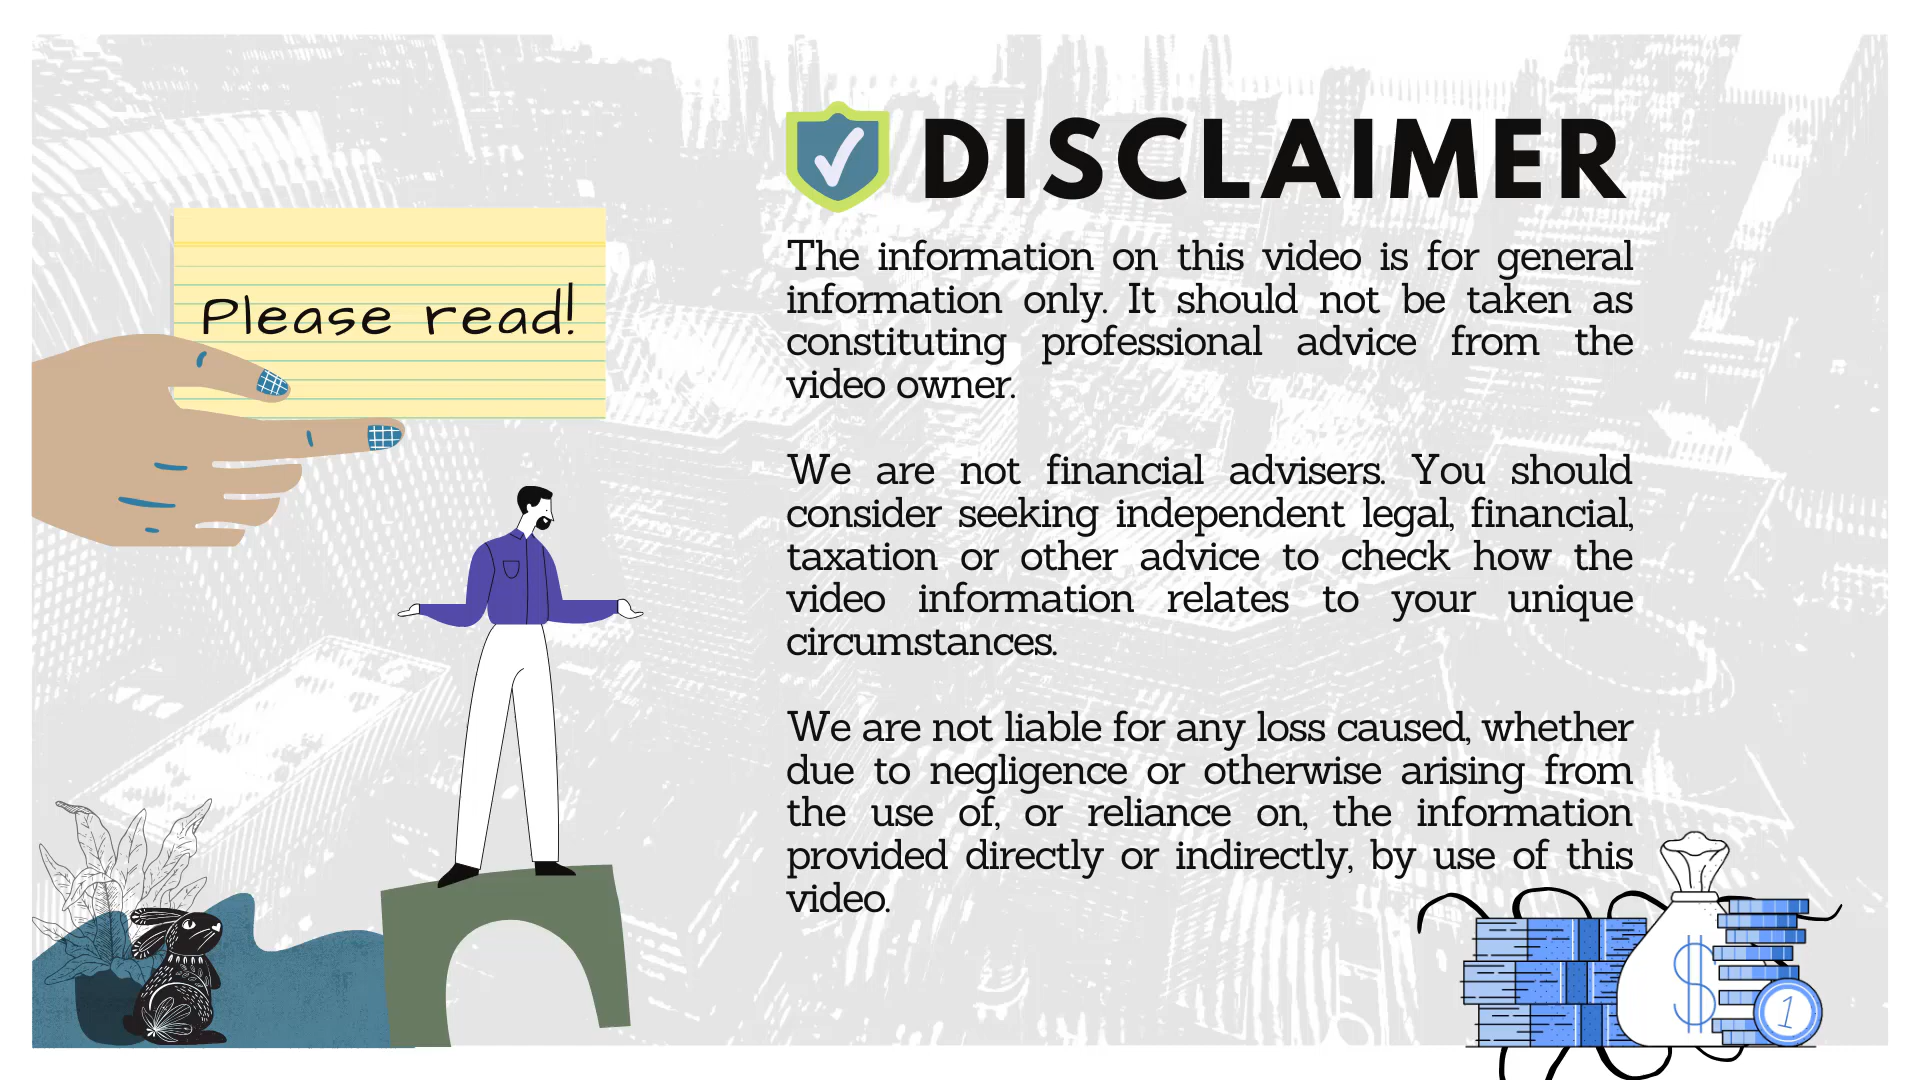 DISCLAIMER
Please read!
The information on this video is for general
information only. It should not be taken as
constituting professional advice from the
video owner.
We are not financial advisers. You should
consider seeking independent legal, financial,
taxation or other advice to check how the
video information relates to your unique
circumstances.
We are not liable for any loss caused, whether
due to negligence or otherwise arising from
the use of, or reliance on, the information
provided directly or indirectly, by use of this
video.
$
1